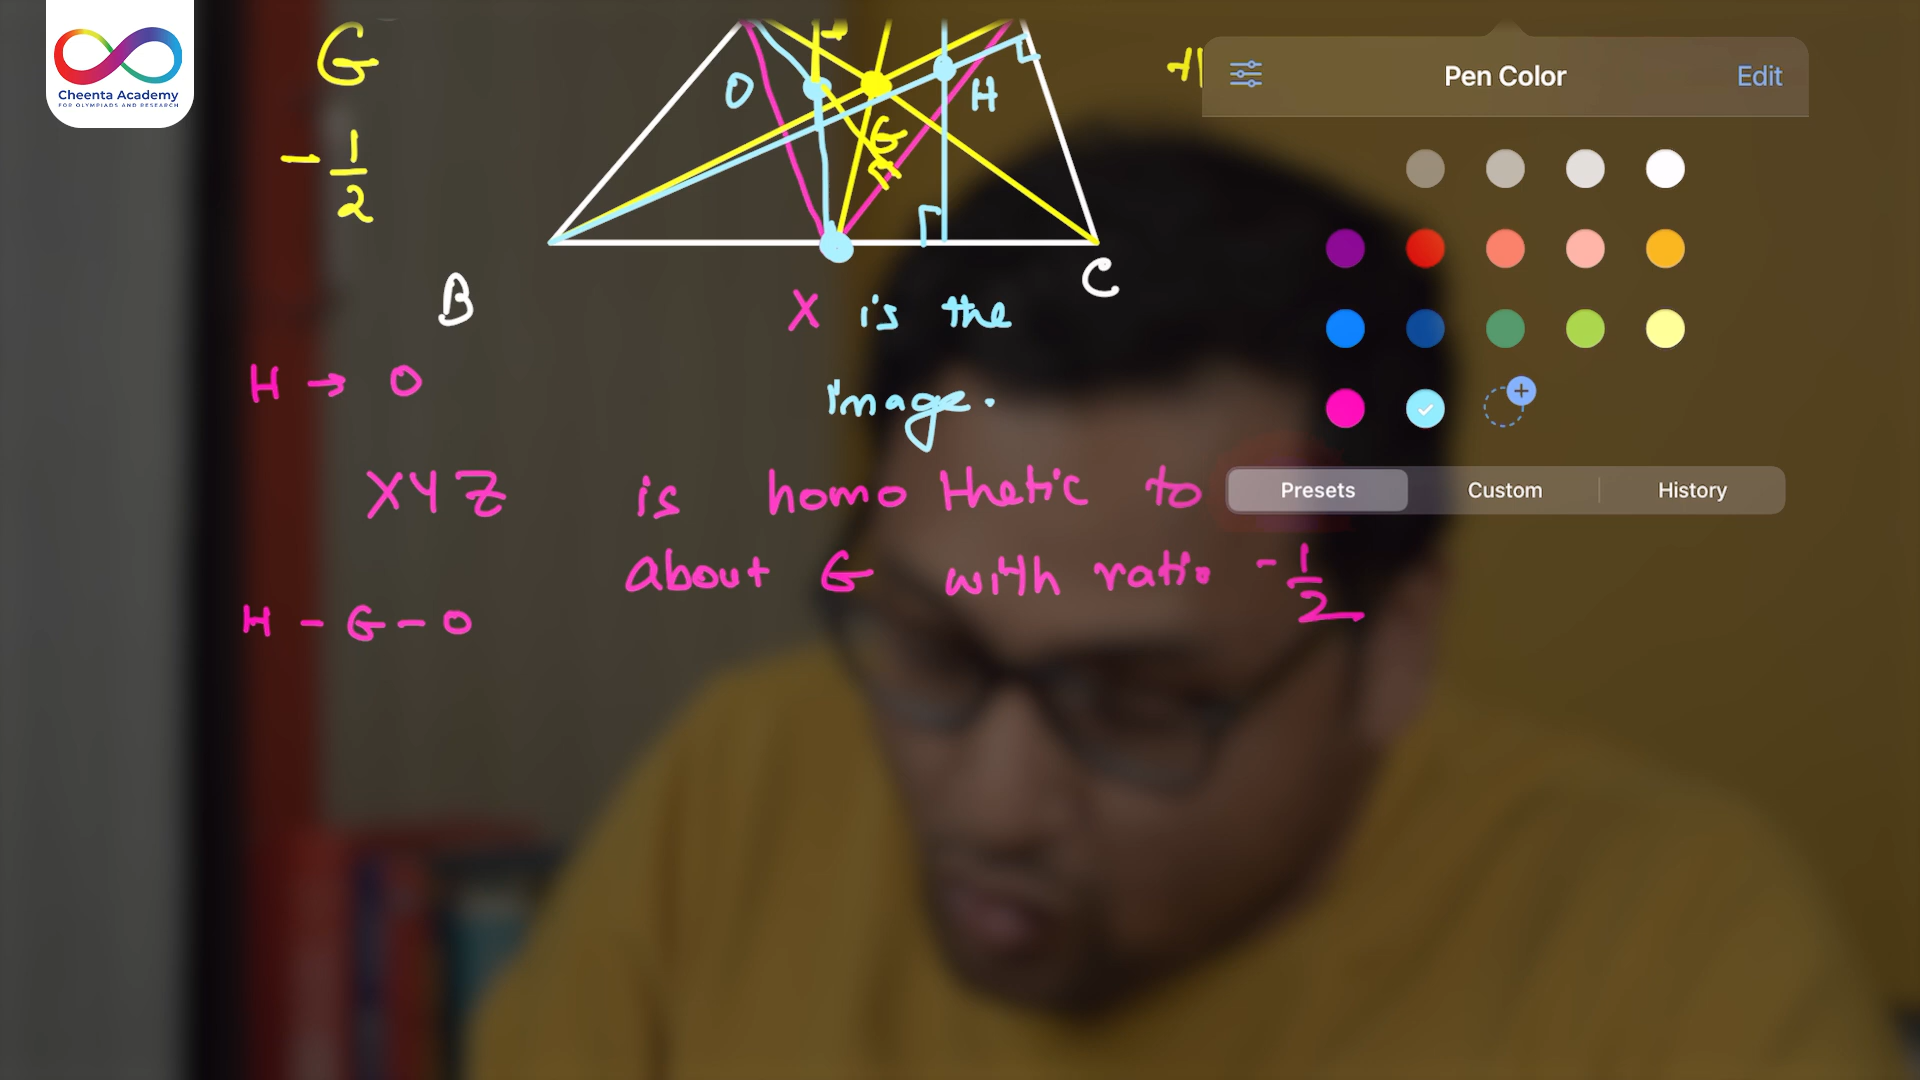 Cheenta Academy
FOR OLYMPIADS AND RESEARCH
G
- 1/2
O
H
G
B
C
X is the
image.
H → O
XYZ is homothetic to
about G with ratio - 1/2
H - G - O
Pen Color
Edit
Presets
Custom
History